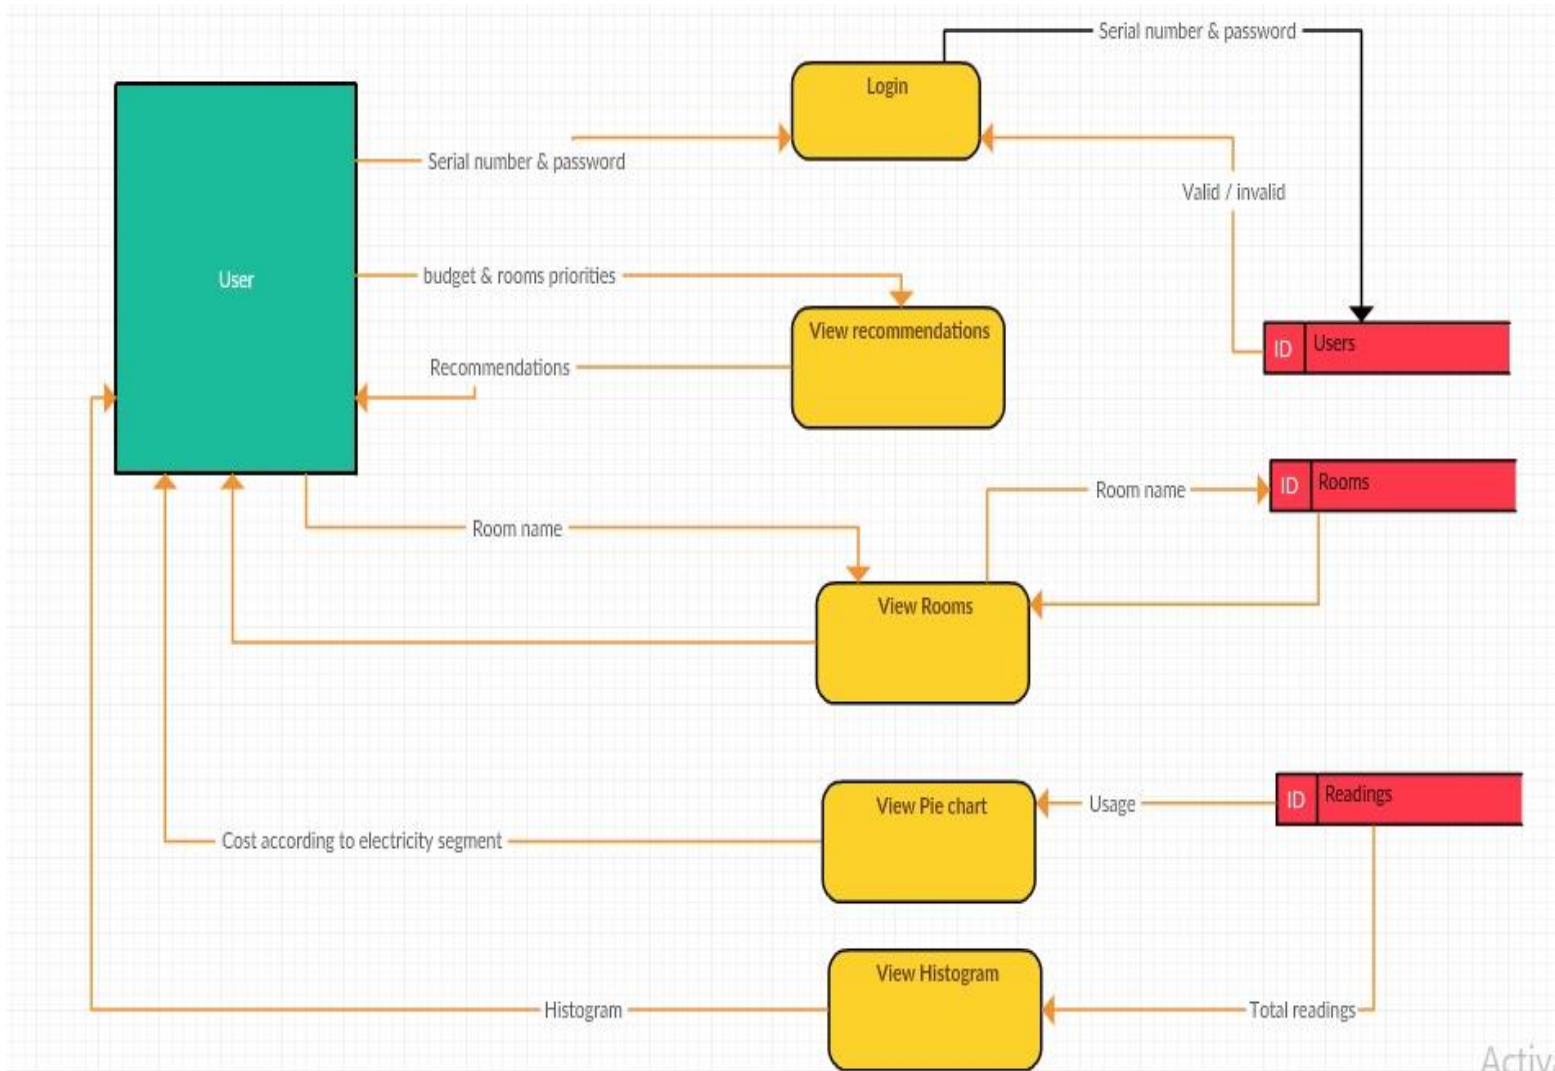 Serial number & password
Login
Serial number & password
Valid / invalid
User
budget & rooms priorities
View recommendations
Recommendations
ID Users
Room name
ID Rooms
Room name
View Rooms
View Pie chart
Usage
ID Readings
Cost according to electricity segment
View Histogram
Histogram
Total readings